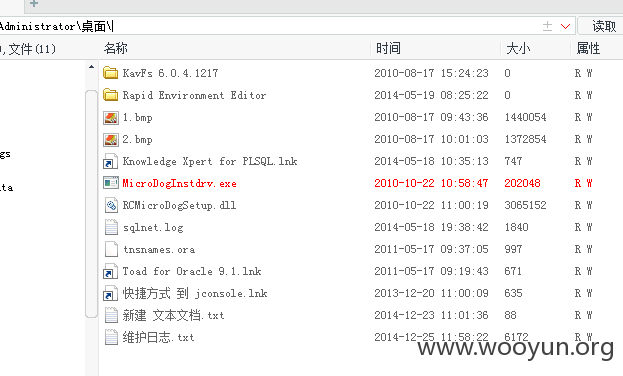 Administrator\桌面\
读取
),文件(11)
名称 时间 大小 属性
KavFs 6.0.4.1217 2010-08-17 15:24:23 0 R W
Rapid Environment Editor 2014-05-19 08:25:22 0 R W
1.bmp 2010-08-17 09:43:36 1440054 R W
2.bmp 2010-08-17 10:01:03 1372854 R W
Knowledge Xpert for PLSQL.lnk 2014-05-18 10:35:13 747 R W
MicroDogInstdrv.exe 2010-10-22 10:58:47 202048 R W
RCMicroDogSetup.dll 2010-10-22 11:00:19 3065152 R W
sqlnet.log 2014-05-18 19:38:42 1840 R W
tnsnames.ora 2011-05-17 09:37:05 997 R W
Toad for Oracle 9.1.lnk 2011-05-17 09:19:43 671 R W
快捷方式 到 jconsole.lnk 2013-12-20 11:00:09 635 R W
新建 文本文档.txt 2014-12-23 11:01:36 88 R W
维护日志.txt 2014-12-25 11:58:22 6172 R W
gs
ta
www.wooyun.org